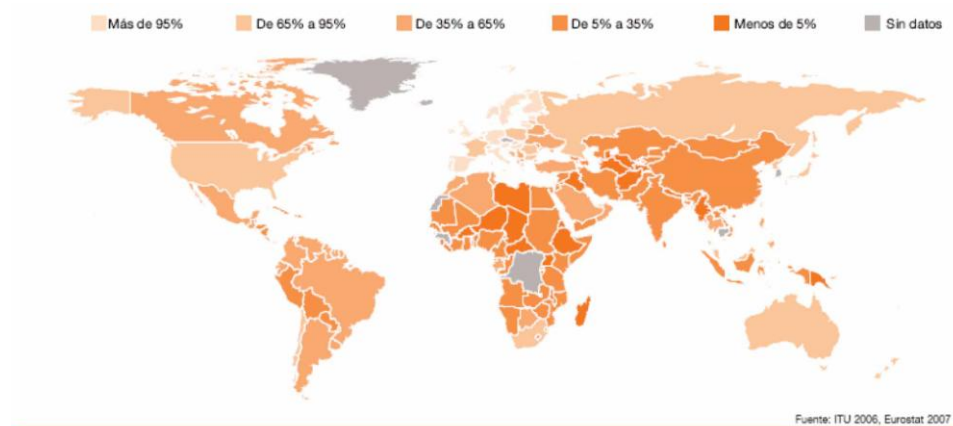 Más de 95% De 65% a 95% De 35% a 65% De 5% a 35% Menos de 5% Sin datos
Fuente: ITU 2006, Eurostat 2007